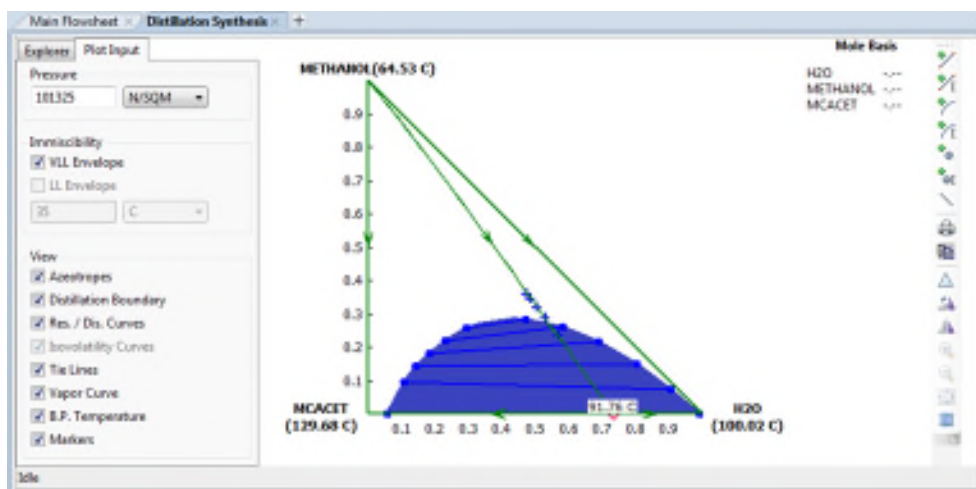 Main Flowsheet × Distillation Synthesis × +
Explorer Plot Input
Pressure
101325 N/SQM
Immiscibility
VLL Envelope
LL Envelope
35 C
View
Azeotropes
Distillation Boundary
Res. / Dis. Curves
Isovolatility Curves
Tie Lines
Vapor Curve
B.P. Temperature
Markers
Mole Basis
H2O -.--
METHANOL -.--
MCACET -.--
METHANOL(64.53 C)
0.9
0.8
0.7
0.6
0.5
0.4
0.3
0.2
0.1
MCACET
(129.68 C)
91.76 C
H2O
(100.02 C)
0.1 0.2 0.3 0.4 0.5 0.6 0.7 0.8 0.9
Idle